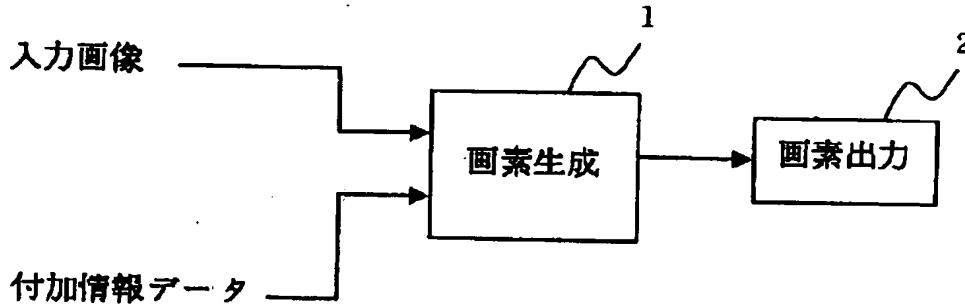 1
2
入力画像
画素生成
画素出力
付加情報データ